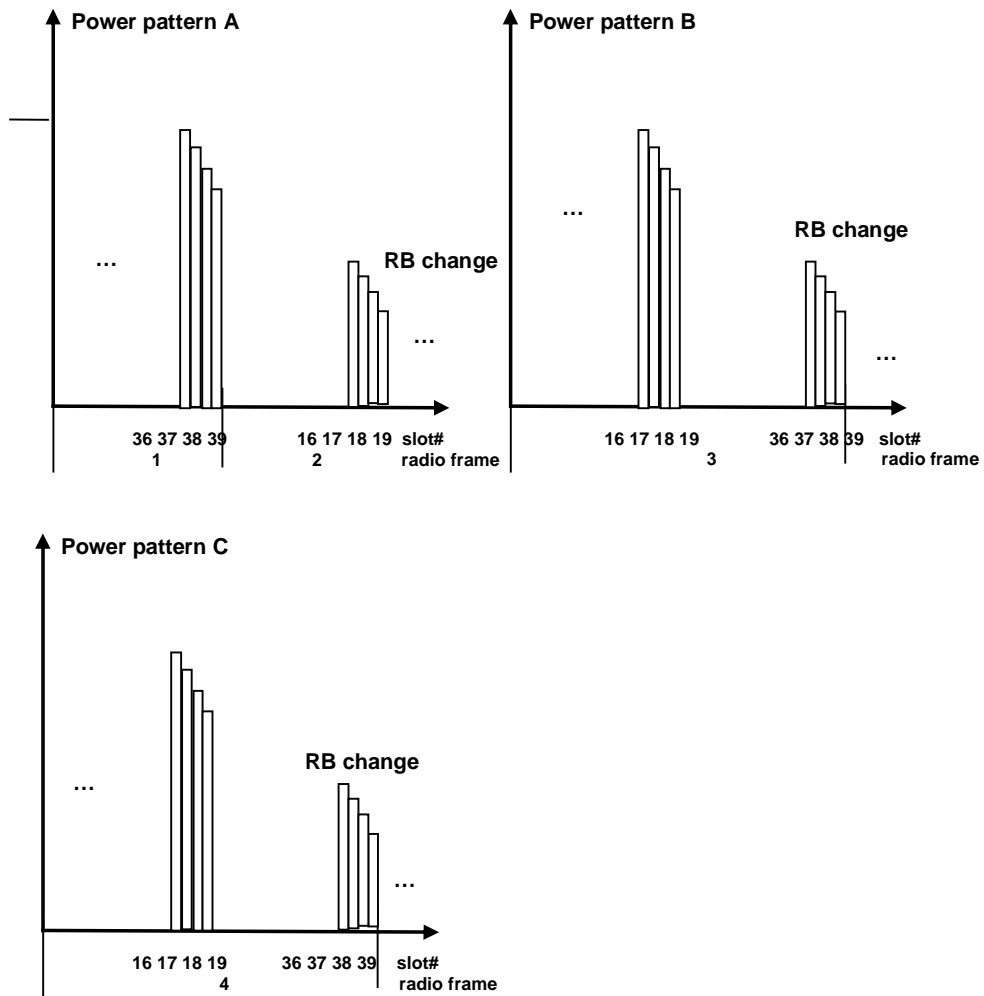 Power pattern A
RB change
...
...
36 37 38 39 16 17 18 19 slot#
1 2 radio frame
Power pattern B
...
RB change
...
16 17 18 19 36 37 38 39 slot#
3 radio frame
Power pattern C
RB change
...
...
16 17 18 19 36 37 38 39 slot#
4 radio frame